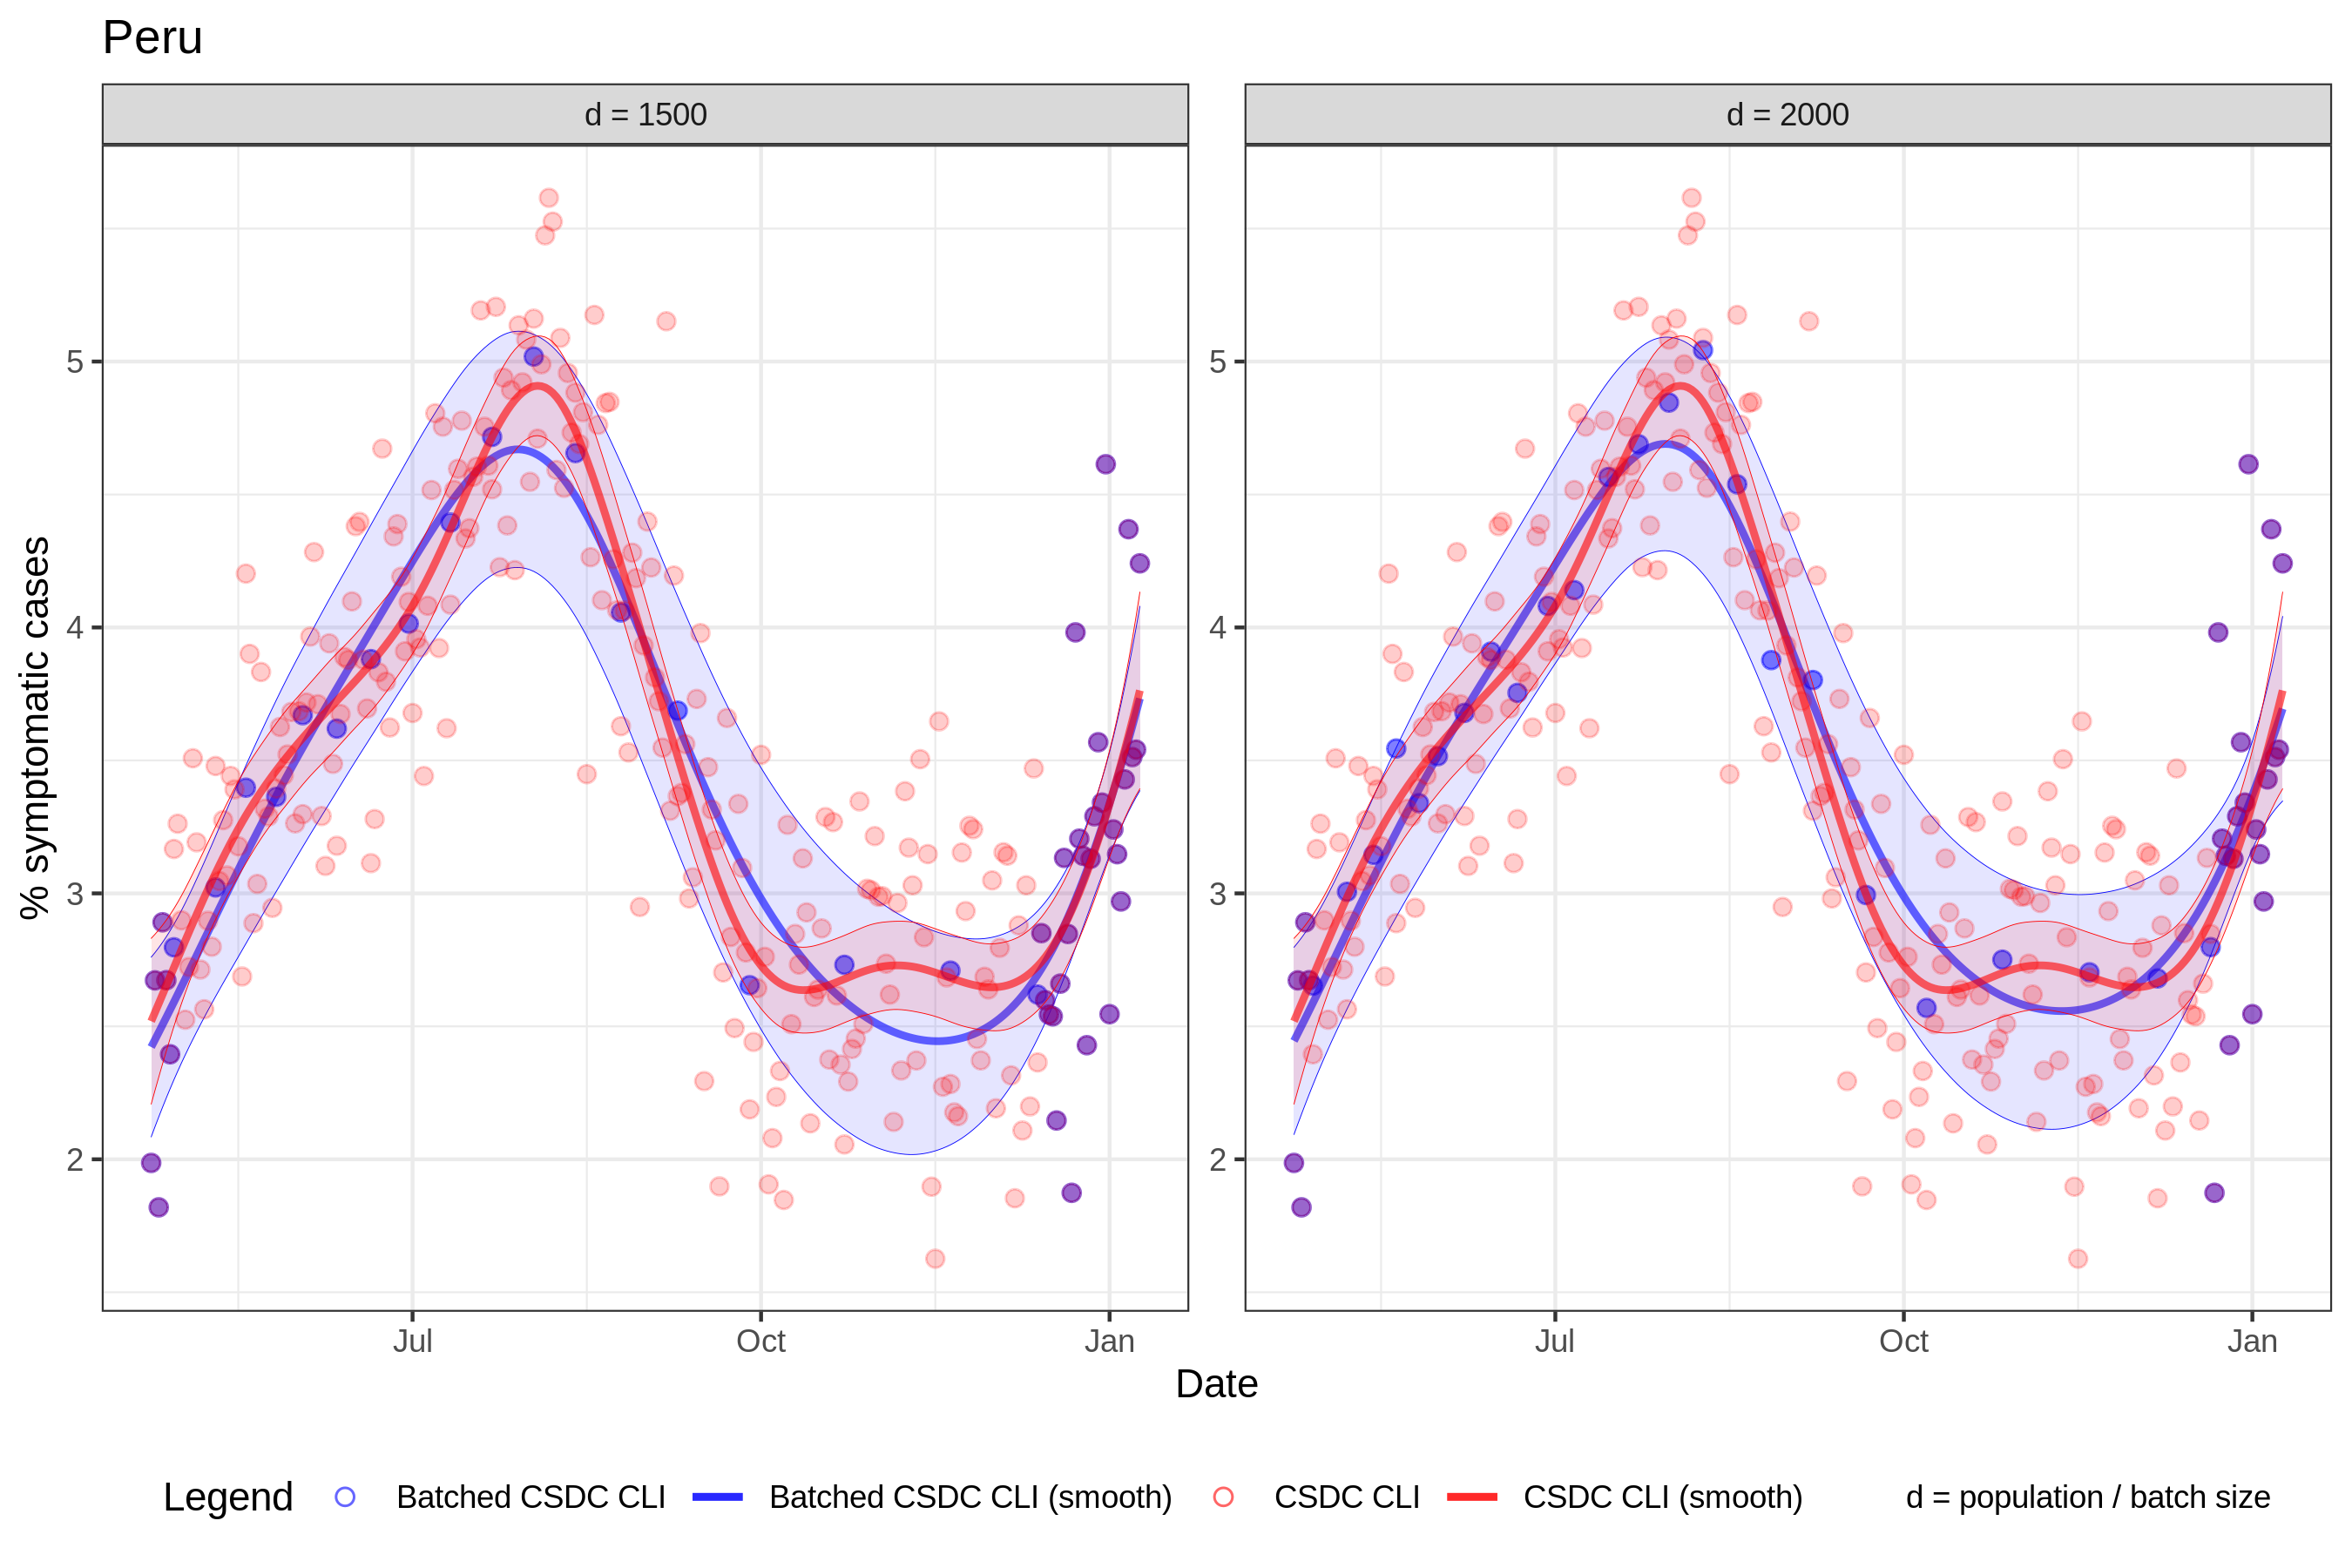 Peru
d = 1500
d = 2000
% symptomatic cases
5
4
3
2
5
4
3
2
Jul
Oct
Jan
Jul
Oct
Jan
Date
Legend
Batched CSDC CLI
Batched CSDC CLI (smooth)
CSDC CLI
CSDC CLI (smooth)
d = population / batch size